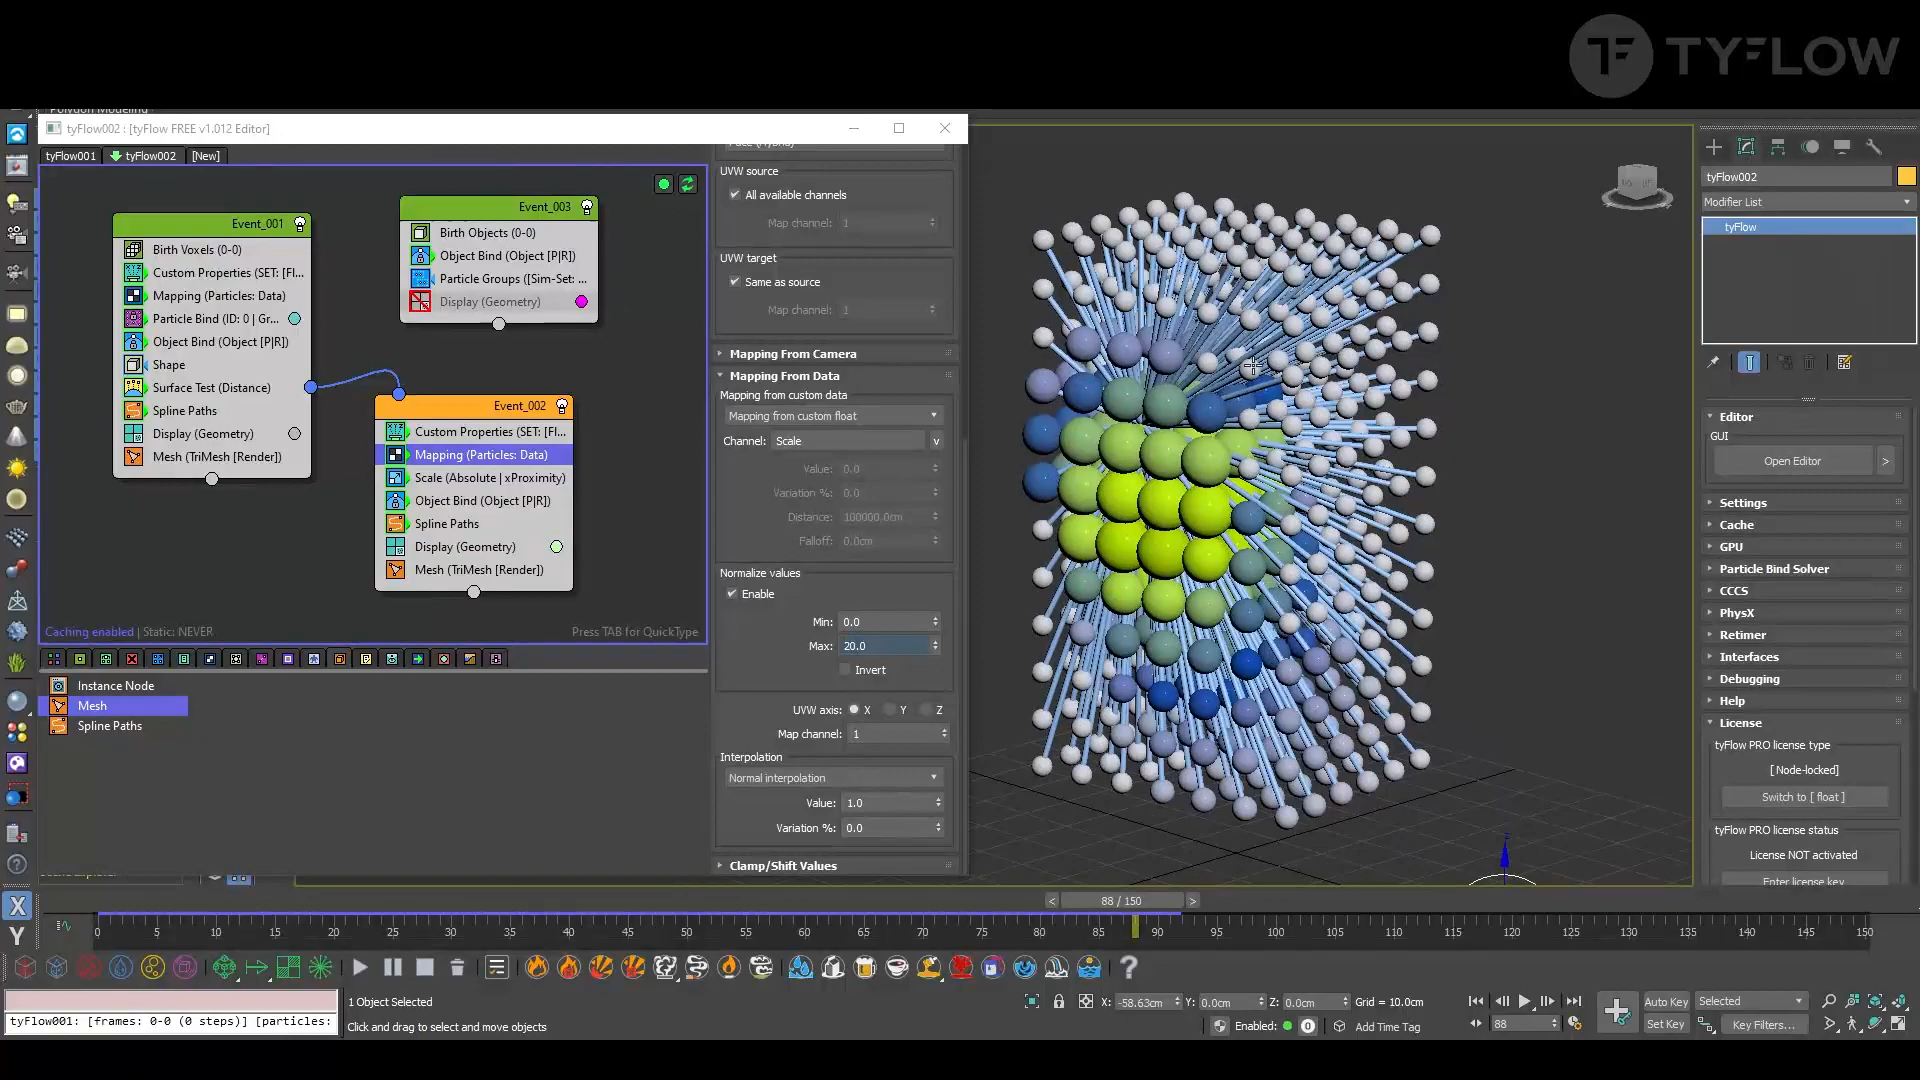 TYFLOW
Polygon Modeling
tyFlow002 : [tyFlow FREE v1.012 Editor]
tyFlow001
tyFlow002
[New]
Event_001
Birth Voxels (0-0)
Custom Properties (SET: [Fl...
Mapping (Particles: Data)
Particle Bind (ID: 0 | Gr...
Object Bind (Object [P|R])
Shape
Surface Test (Distance)
Spline Paths
Display (Geometry)
Mesh (TriMesh [Render])
Event_003
Birth Objects (0-0)
Object Bind (Object [P|R])
Particle Groups ([Sim-Set: ...
Display (Geometry)
Event_002
Custom Properties (SET: [Fl...
Mapping (Particles: Data)
Scale (Absolute | xProximity)
Object Bind (Object [P|R])
Spline Paths
Display (Geometry)
Mesh (TriMesh [Render])
Caching enabled | Static: NEVER
Press TAB for QuickType
Instance Node
Mesh
Spline Paths
UVW source
All available channels
Map channel: 1
UVW target
Same as source
Map channel: 1
Mapping From Camera
Mapping From Data
Mapping from custom data
Mapping from custom float
Channel: Scale v
Value: 0.0
Variation %: 0.0
Distance: 100000.0cm
Falloff: 0.0cm
Normalize values
Enable
Min: 0.0
Max: 20.0
Invert
UVW axis: X Y Z
Map channel: 1
Interpolation
Normal interpolation
Value: 1.0
Variation %: 0.0
Clamp/Shift Values
tyFlow002
Modifier List
tyFlow
Editor
GUI
Open Editor >
Settings
Cache
GPU
Particle Bind Solver
CCCS
PhysX
Retimer
Interfaces
Debugging
Help
License
tyFlow PRO license type
[ Node-locked]
Switch to [ float ]
tyFlow PRO license status
License NOT activated
Enter license key
< 88 / 150 >
X
Y
0 5 10 15 20 25 30 35 40 45 50 55 60 65 70 75 80 85 90 95 100 105 110 115 120 125 130 135 140 145 150
tyFlow001: [frames: 0-0 (0 steps)] [particles:
1 Object Selected
Click and drag to select and move objects
X: -58.63cm Y: 0.0cm Z: 0.0cm Grid = 10.0cm
Enabled: 0 Add Time Tag
88
Auto Key
Selected
Set Key
Key Filters...